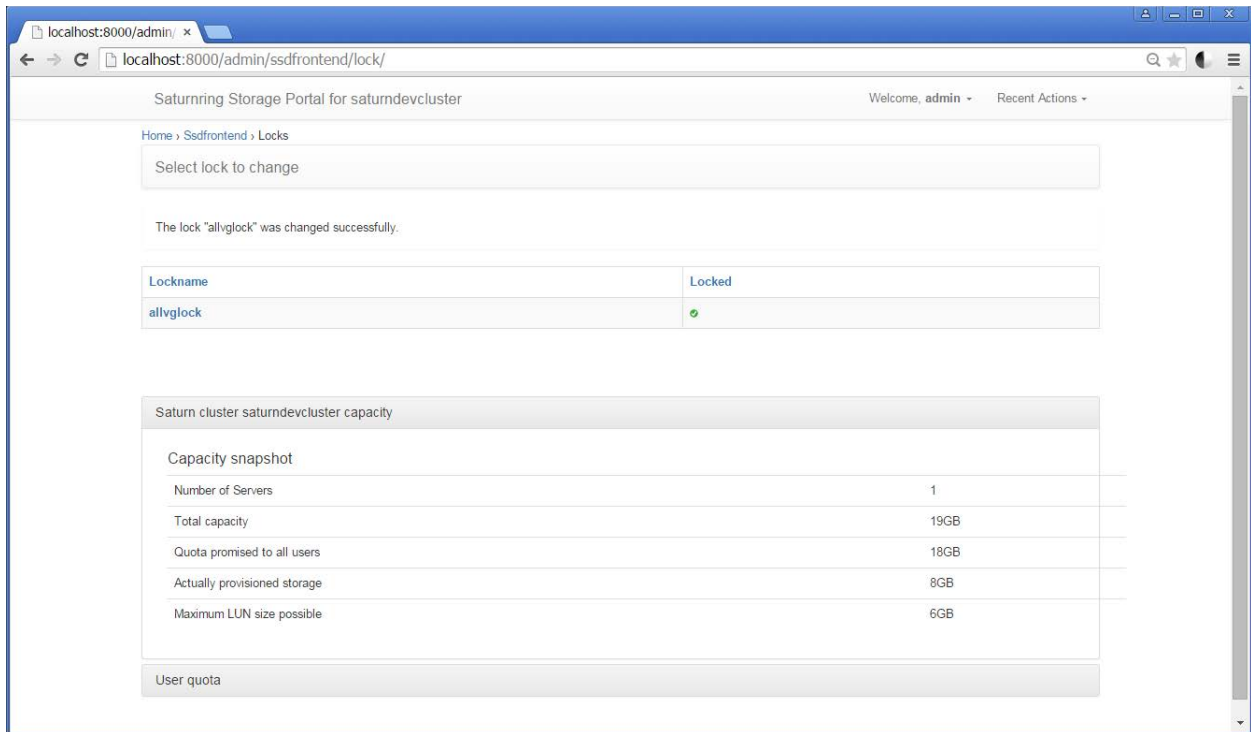 localhost:8000/admin/
localhost:8000/admin/ssdfrontend/lock/
Saturnring Storage Portal for saturndevcluster
Welcome, admin
Recent Actions
Home › Ssdfrontend › Locks
Select lock to change
The lock "allvglock" was changed successfully.
Lockname Locked
allvglock
Saturn cluster saturndevcluster capacity
Capacity snapshot
Number of Servers 1
Total capacity 19GB
Quota promised to all users 18GB
Actually provisioned storage 8GB
Maximum LUN size possible 6GB
User quota